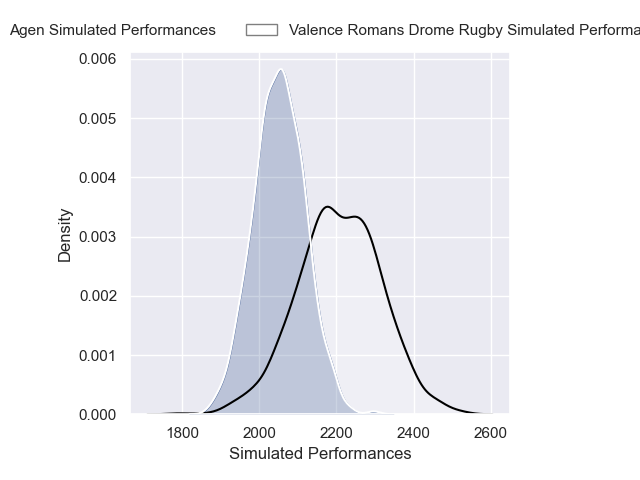 Agen Simulated Performances
Valence Romans Drome Rugby Simulated Performa
0.006
0.005
0.004
0.003
0.002
0.001
0.000
Density
1800 2000 2200 2400 2600
Simulated Performances